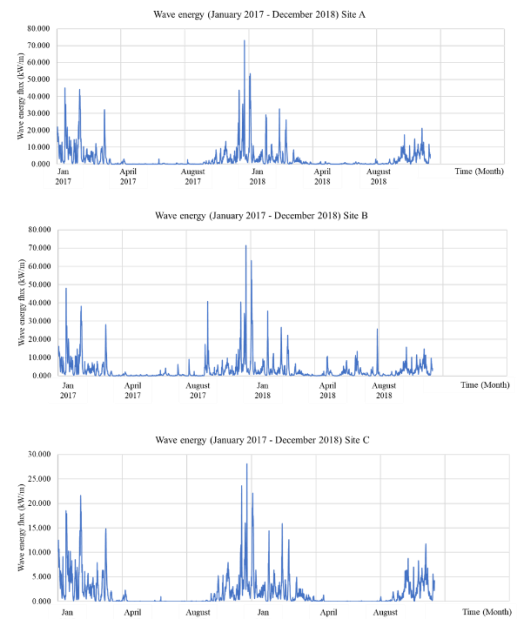 Wave energy (January 2017 - December 2018) Site A
Wave energy flux (kW/m)
80.000
70.000
60.000
50.000
40.000
30.000
20.000
10.000
0.000
Jan April August Jan April August Time (Month)
2017 2017 2017 2018 2018 2018
Wave energy (January 2017 - December 2018) Site B
Wave energy flux (kW/m)
80.000
70.000
60.000
50.000
40.000
30.000
20.000
10.000
0.000
Jan April August Jan April August Time (Month)
2017 2017 2017 2018 2018 2018
Wave energy (January 2017 - December 2018) Site C
Wave energy flux (kW/m)
30.000
25.000
20.000
15.000
10.000
5.000
0.000
Jan April August Jan April August Time (Month)